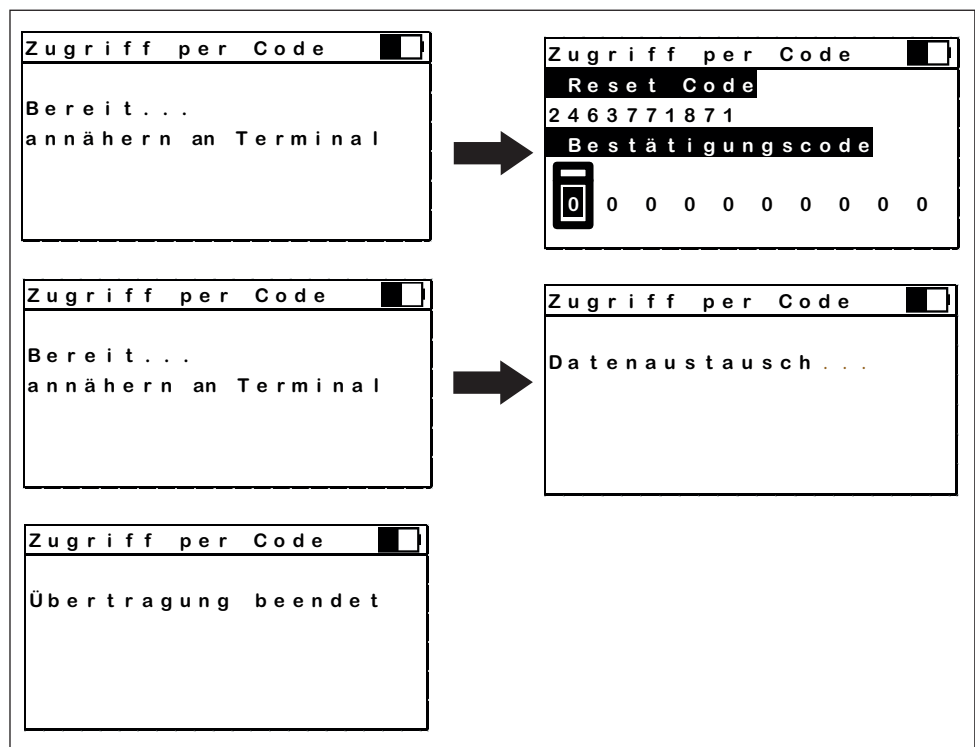 Zugriff per Code
Bereit...
annähern an Terminal
Zugriff per Code
Reset Code
2463771871
Bestätigungscode
0 0 0 0 0 0 0 0 0 0
Zugriff per Code
Bereit...
annähern an Terminal
Zugriff per Code
Datenaustausch...
Zugriff per Code
Übertragung beendet